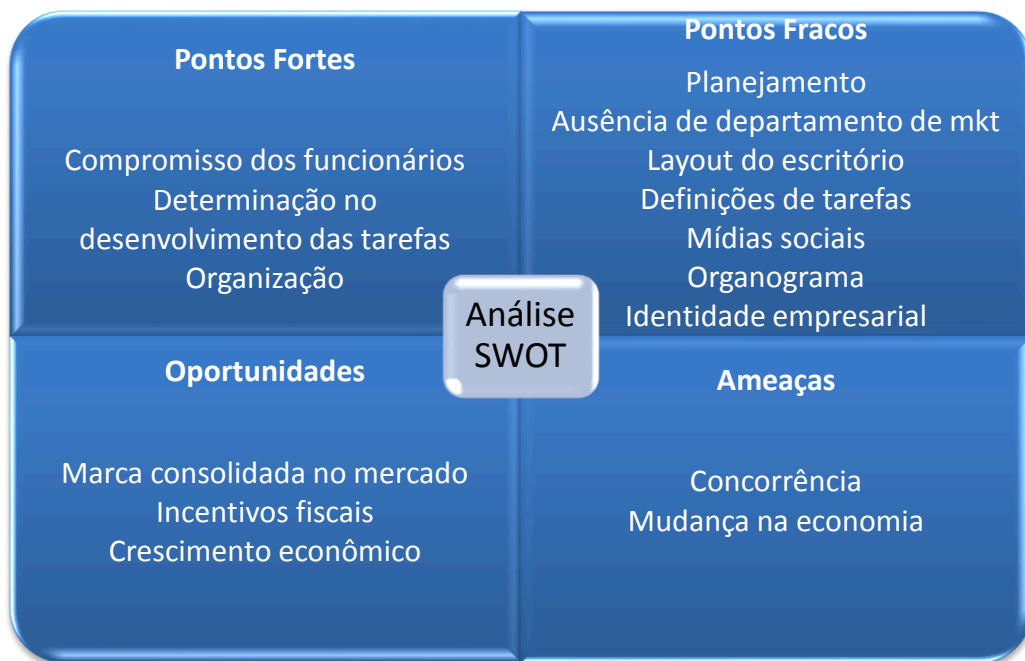 Pontos Fortes
Compromisso dos funcionários
Determinação no
desenvolvimento das tarefas
Organização
Pontos Fracos
Planejamento
Ausência de departamento de mkt
Layout do escritório
Definições de tarefas
Mídias sociais
Organograma
Identidade empresarial
Análise
SWOT
Oportunidades
Marca consolidada no mercado
Incentivos fiscais
Crescimento econômico
Ameaças
Concorrência
Mudança na economia